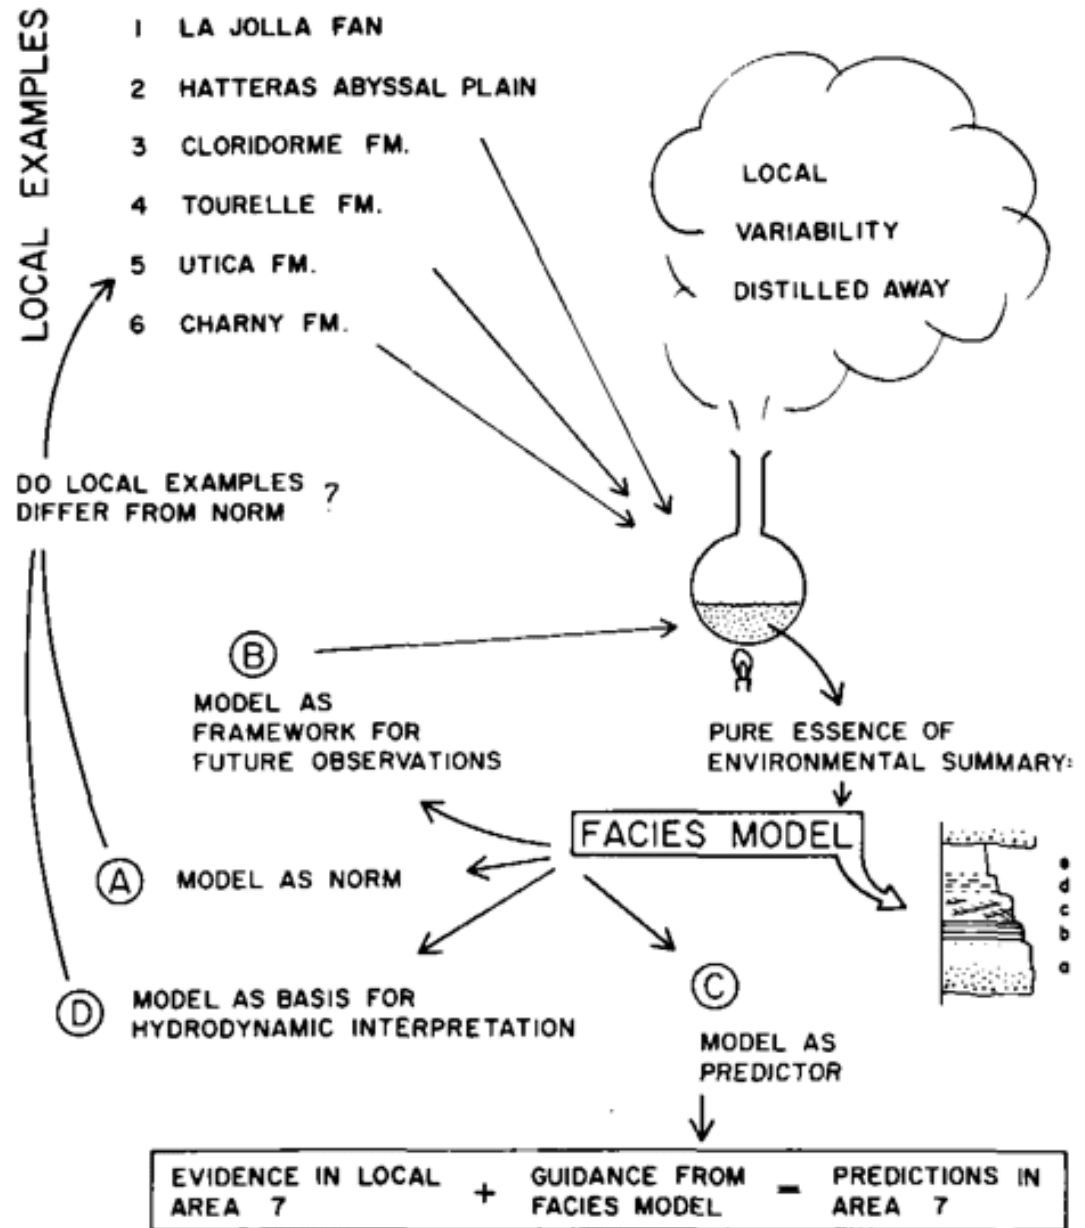 LOCAL EXAMPLES
1 LA JOLLA FAN
2 HATTERAS ABYSSAL PLAIN
3 CLORIDORME FM.
4 TOURELLE FM.
5 UTICA FM.
6 CHARNY FM.
LOCAL
VARIABILITY
DISTILLED AWAY
DO LOCAL EXAMPLES
DIFFER FROM NORM ?
B
MODEL AS
FRAMEWORK FOR
FUTURE OBSERVATIONS
PURE ESSENCE OF
ENVIRONMENTAL SUMMARY:
FACIES MODEL
e
d
c
b
a
A MODEL AS NORM
D MODEL AS BASIS FOR
HYDRODYNAMIC INTERPRETATION
C
MODEL AS
PREDICTOR
EVIDENCE IN LOCAL
AREA 7
+
GUIDANCE FROM
FACIES MODEL
=
PREDICTIONS IN
AREA 7